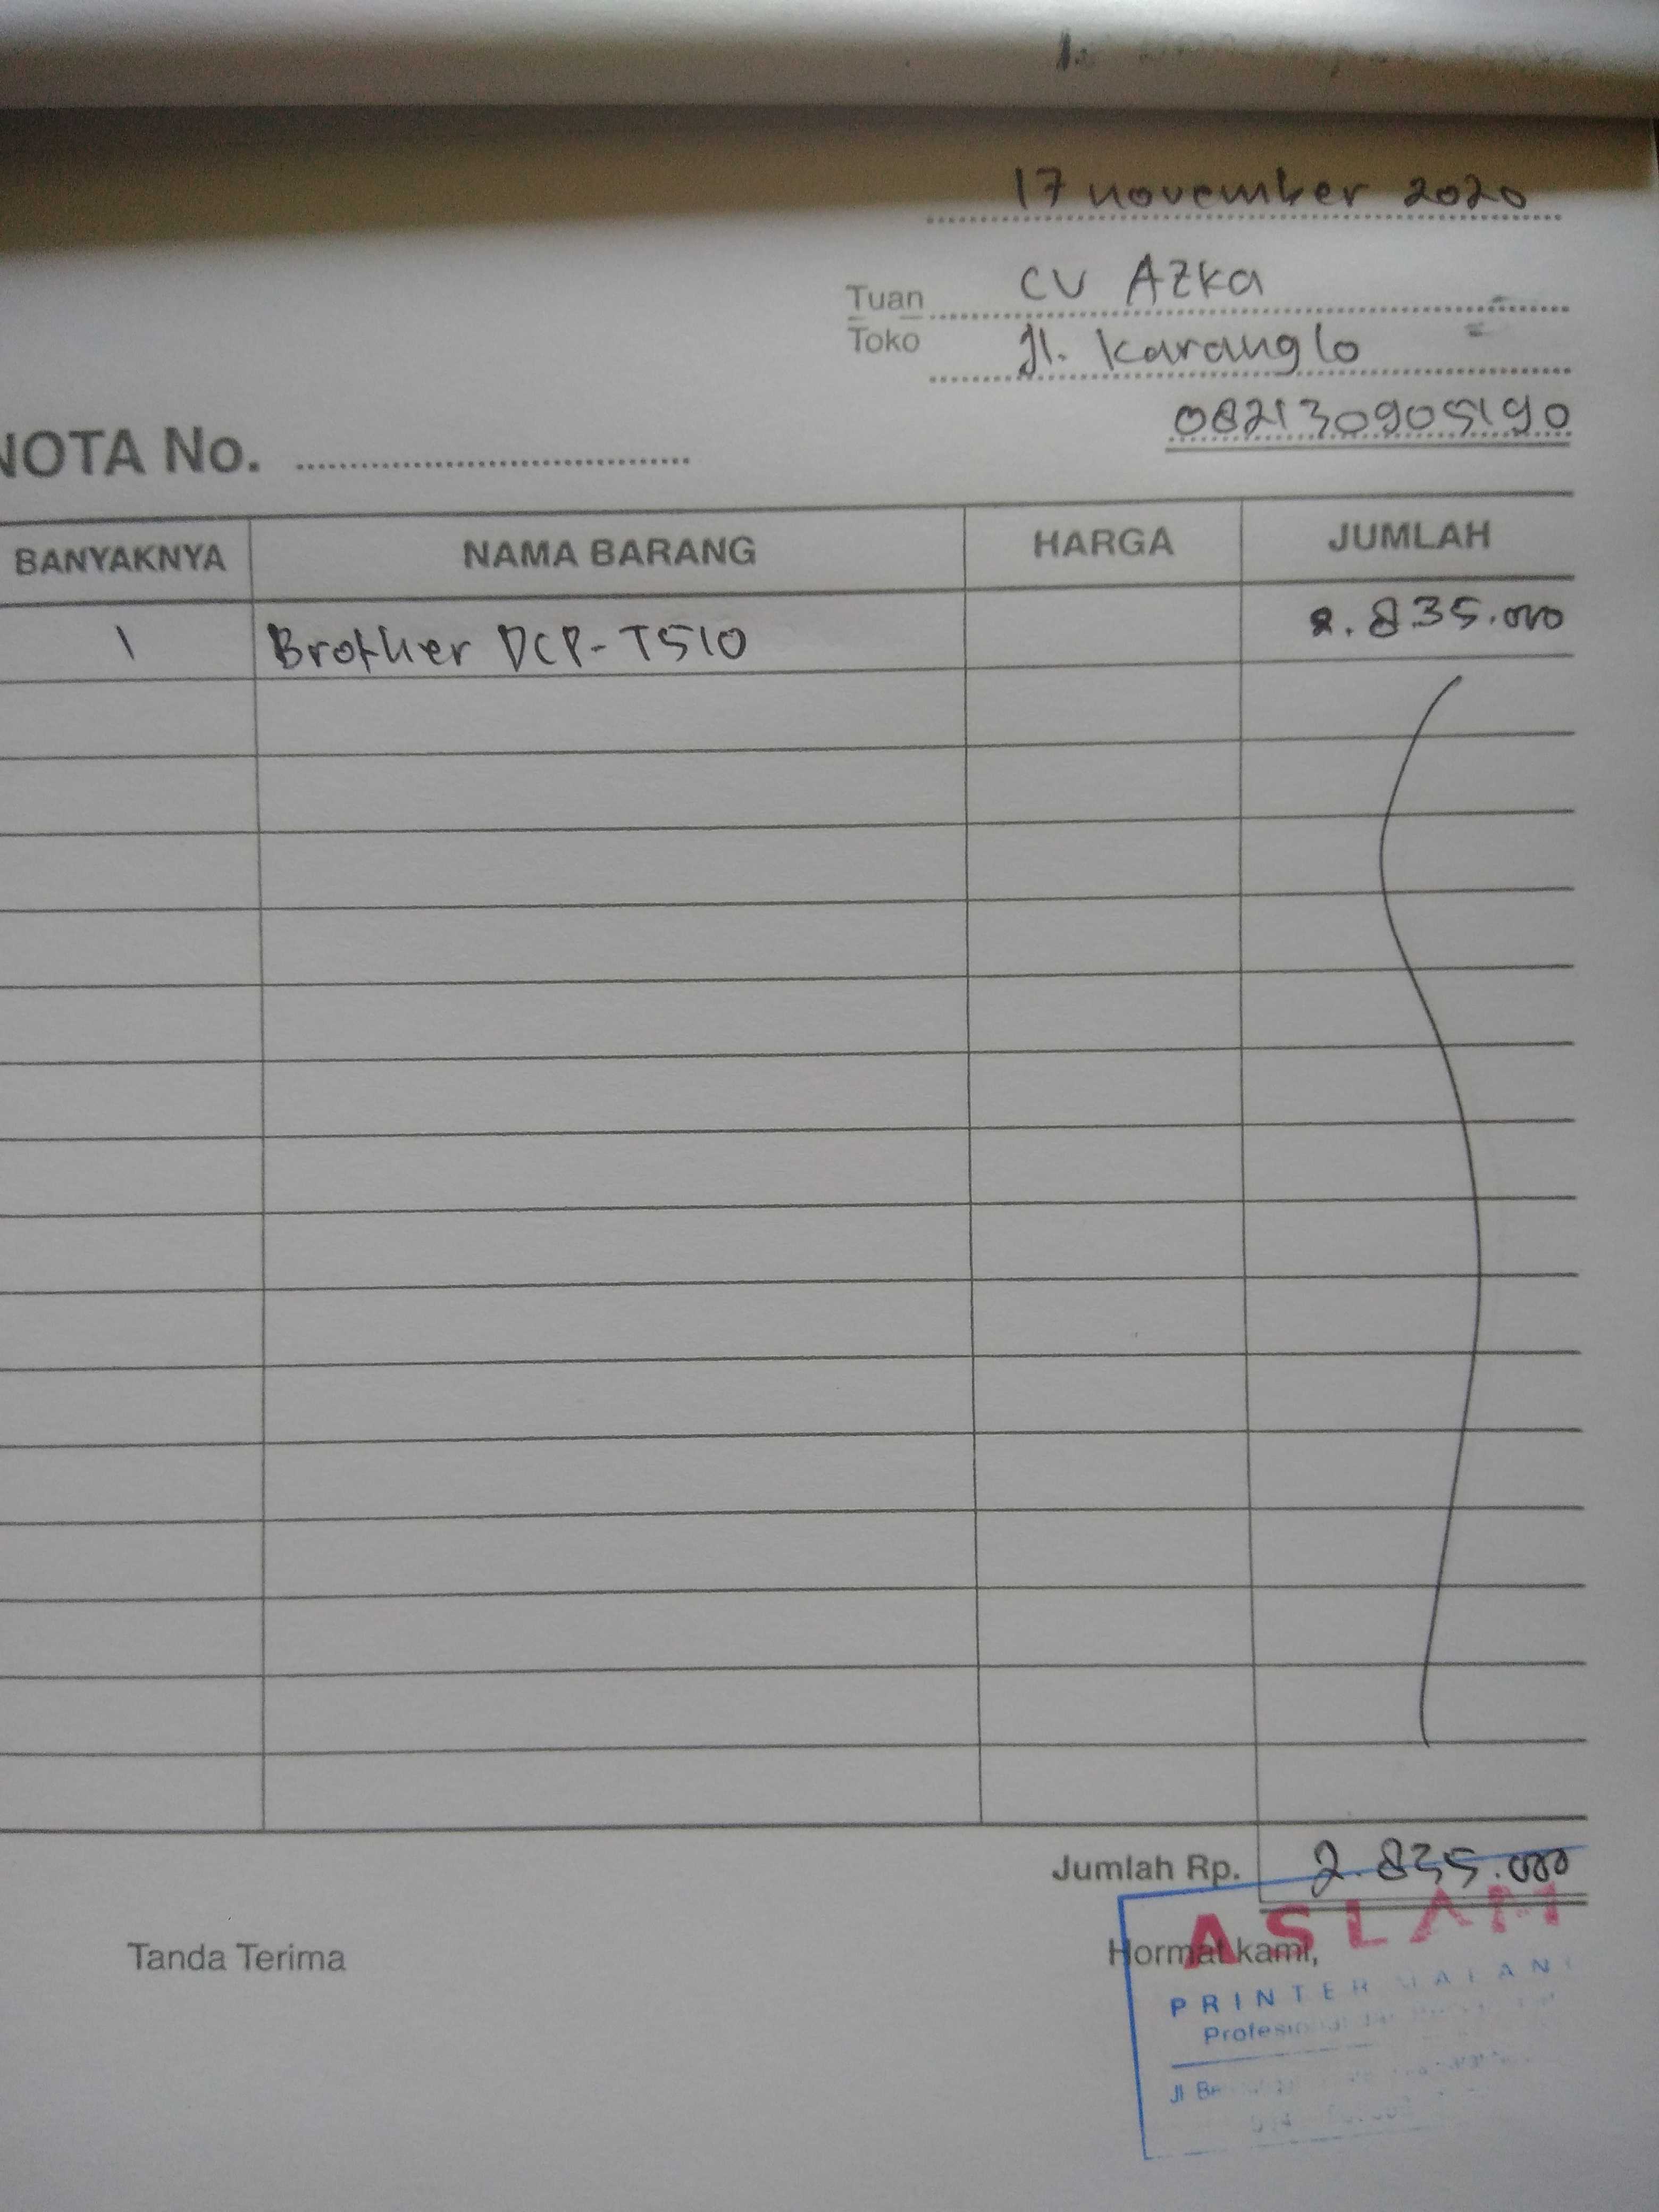 17 november 2020
Tuan CV AZKA
Toko Jl. Karanglo
082130905190
NOTA No.
BANYAKNYA NAMA BARANG HARGA JUMLAH
1 Brother DCP-T510 2.835.000
Jumlah Rp. 2.835.000
Tanda Terima Hormat kami,
ASLAM
PRINTER
Jl